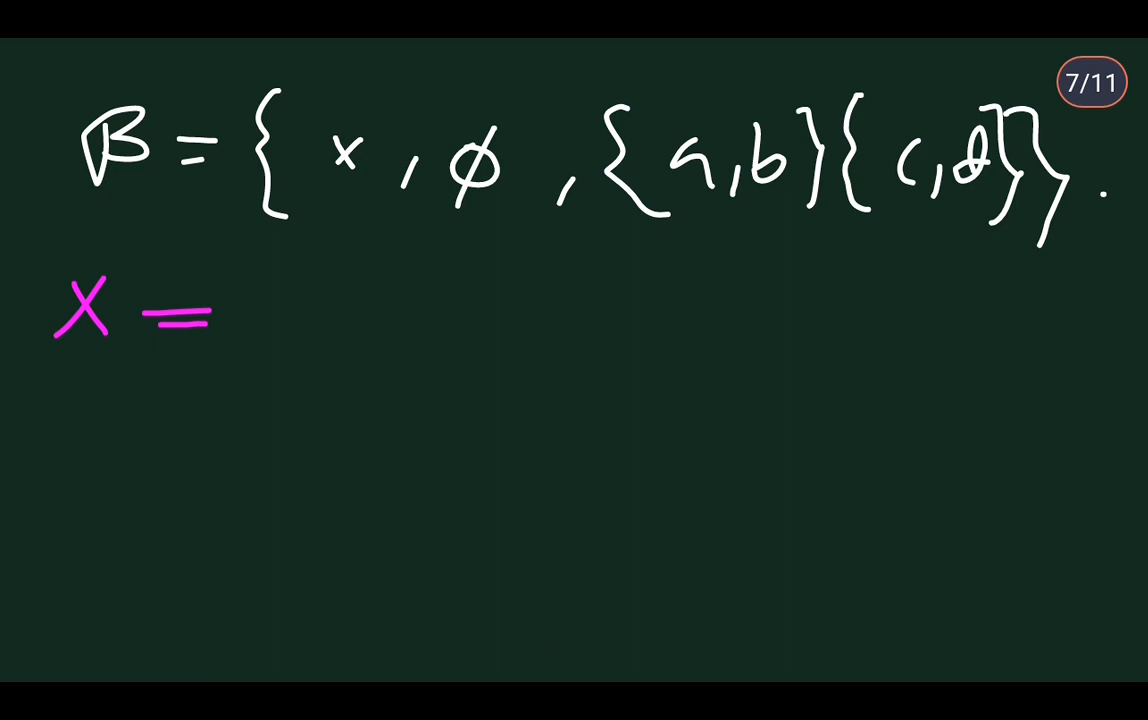 7/11
B = { x , ϕ , { a , b } { c , d } } .
X =